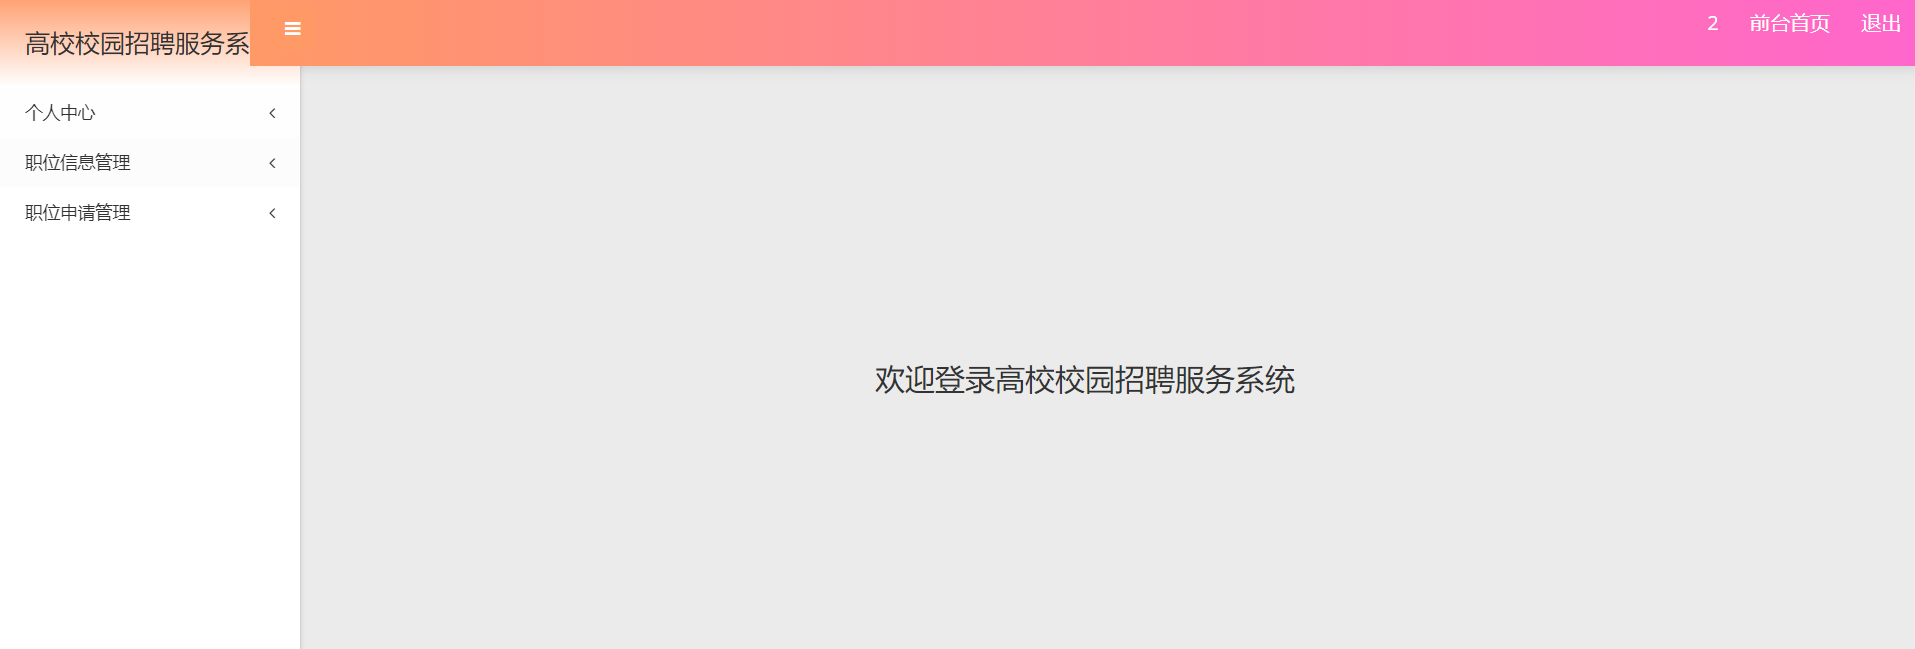 高校校园招聘服务系
2 前台首页 退出
个人中心
职位信息管理
职位申请管理
欢迎登录高校校园招聘服务系统